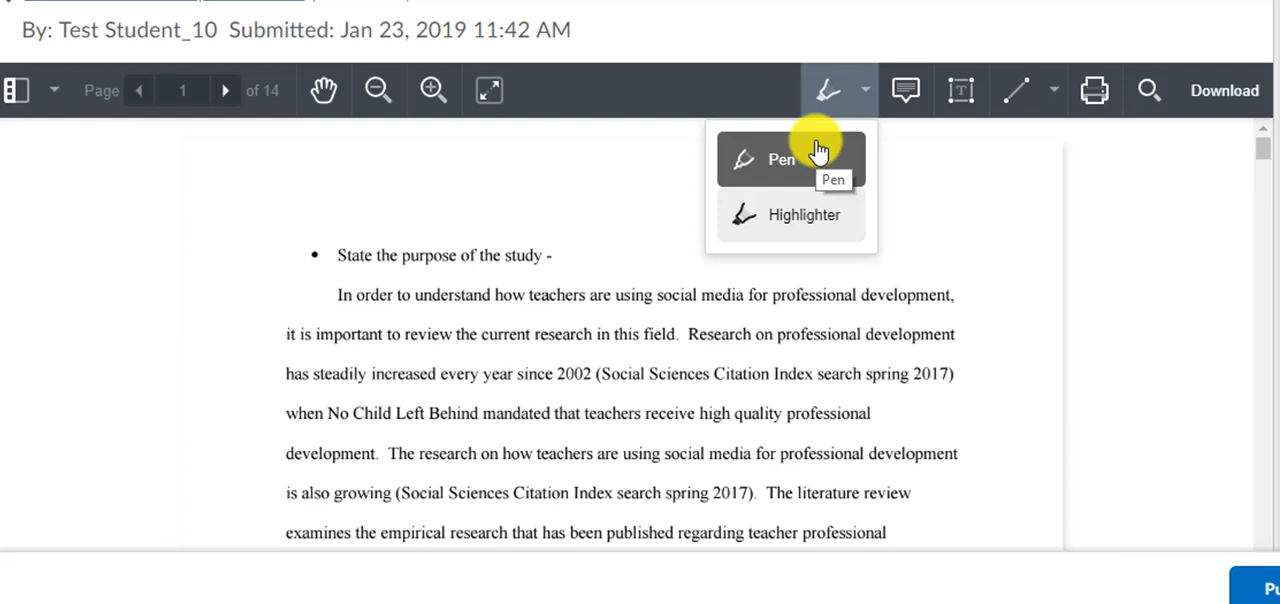 By: Test Student_10 Submitted: Jan 23, 2019 11:42 AM
Page 1 of 14 Download
Pen
Pen
Highlighter
• State the purpose of the study -
In order to understand how teachers are using social media for professional development,
it is important to review the current research in this field. Research on professional development
has steadily increased every year since 2002 (Social Sciences Citation Index search spring 2017)
when No Child Left Behind mandated that teachers receive high quality professional
development. The research on how teachers are using social media for professional development
is also growing (Social Sciences Citation Index search spring 2017). The literature review
examines the empirical research that has been published regarding teacher professional